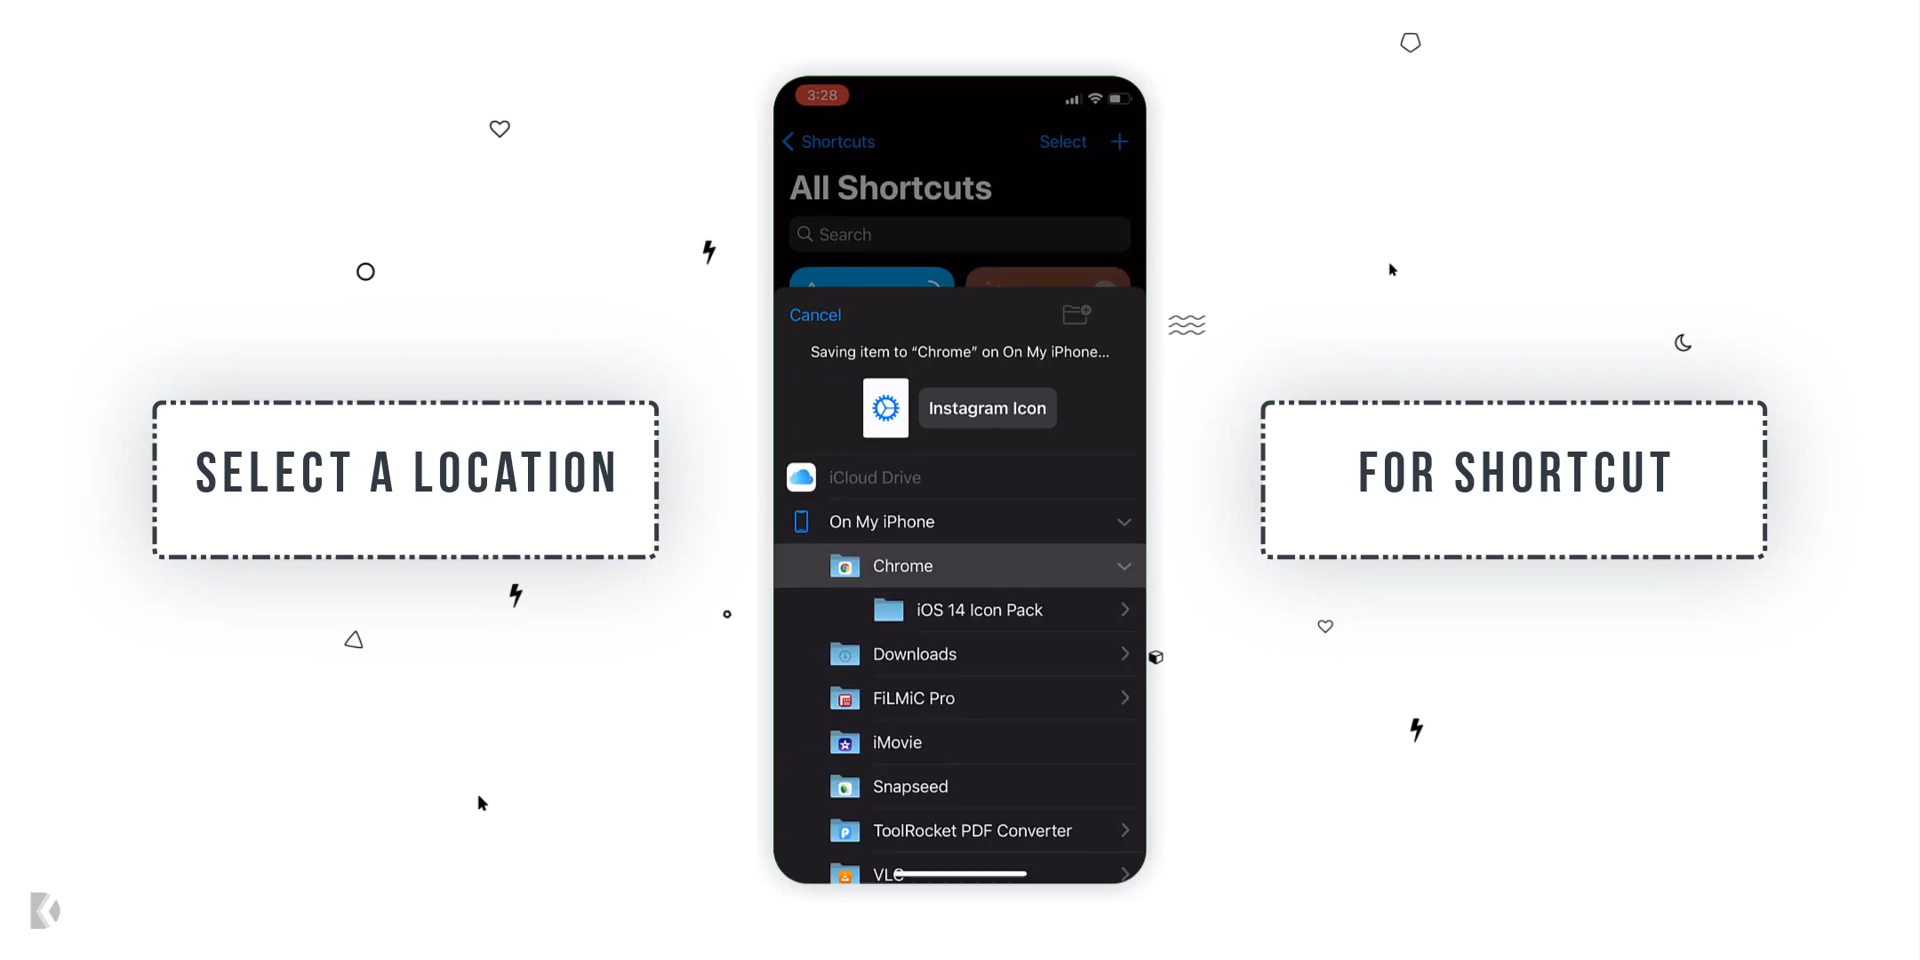 3:28
Shortcuts
Select
All Shortcuts
Search
Cancel
Saving item to “Chrome” on On My iPhone...
Instagram Icon
SELECT A LOCATION
FOR SHORTCUT
iCloud Drive
On My iPhone
Chrome
iOS 14 Icon Pack
Downloads
FiLMiC Pro
iMovie
Snapseed
ToolRocket PDF Converter
VLC